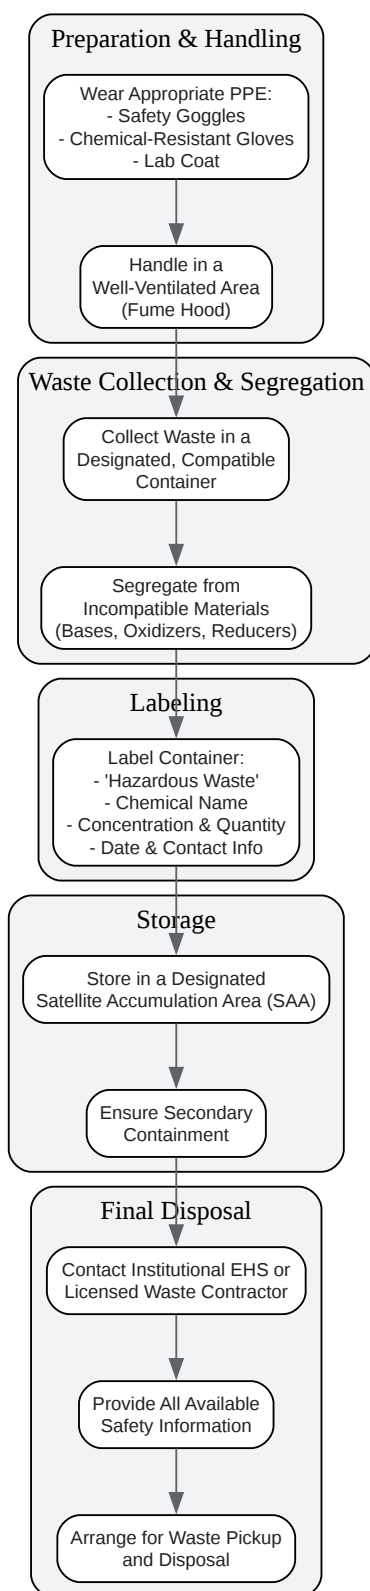 Preparation & Handling
Wear Appropriate PPE:
- Safety Goggles
- Chemical-Resistant Gloves
- Lab Coat
Handle in a
Well-Ventilated Area
(Fume Hood)
Waste Collection & Segregation
Collect Waste in a
Designated, Compatible
Container
Segregate from
Incompatible Materials
(Bases, Oxidizers, Reducers)
Labeling
Label Container:
- 'Hazardous Waste'
- Chemical Name
- Concentration & Quantity
- Date & Contact Info
Storage
Store in a Designated
Satellite Accumulation Area (SAA)
Ensure Secondary
Containment
Final Disposal
Contact Institutional EHS or
Licensed Waste Contractor
Provide All Available
Safety Information
Arrange for Waste Pickup
and Disposal